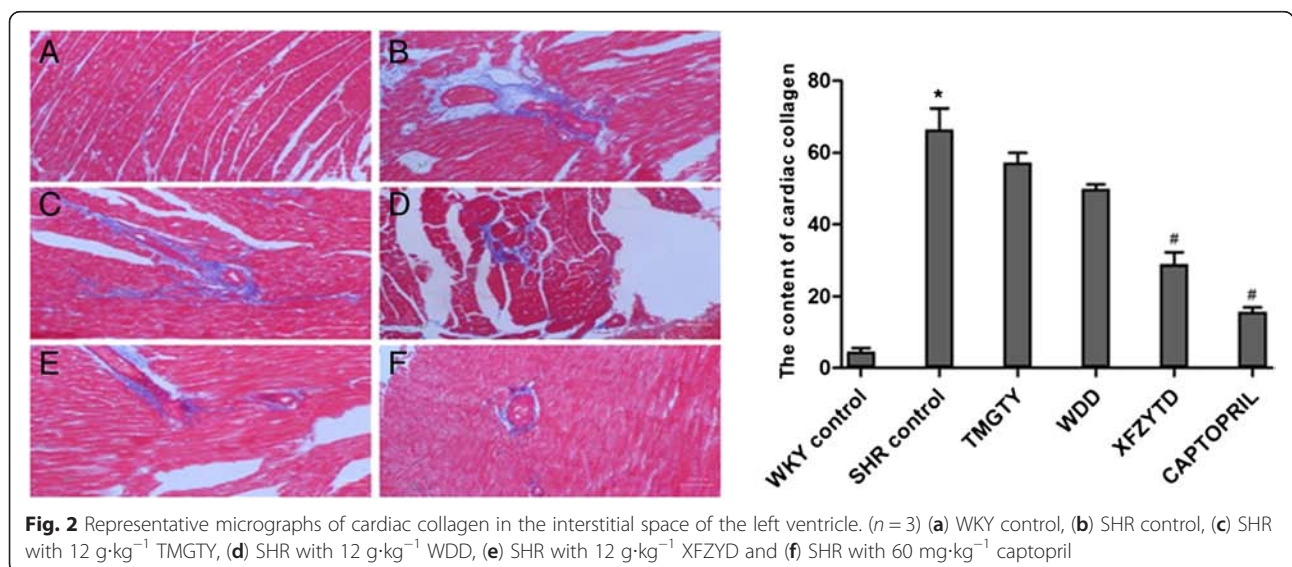 A
B
C
D
E
F
The content of cardiac collagen
80
60
40
20
0
*
#
#
WKY control
SHR control
TMGTY
WDD
XFZYTD
CAPTOPRIL
Fig. 2 Representative micrographs of cardiac collagen in the interstitial space of the left ventricle. (n = 3) (a) WKY control, (b) SHR control, (c) SHR
with 12 g·kg⁻¹ TMGTY, (d) SHR with 12 g·kg⁻¹ WDD, (e) SHR with 12 g·kg⁻¹ XFZYD and (f) SHR with 60 mg·kg⁻¹ captopril